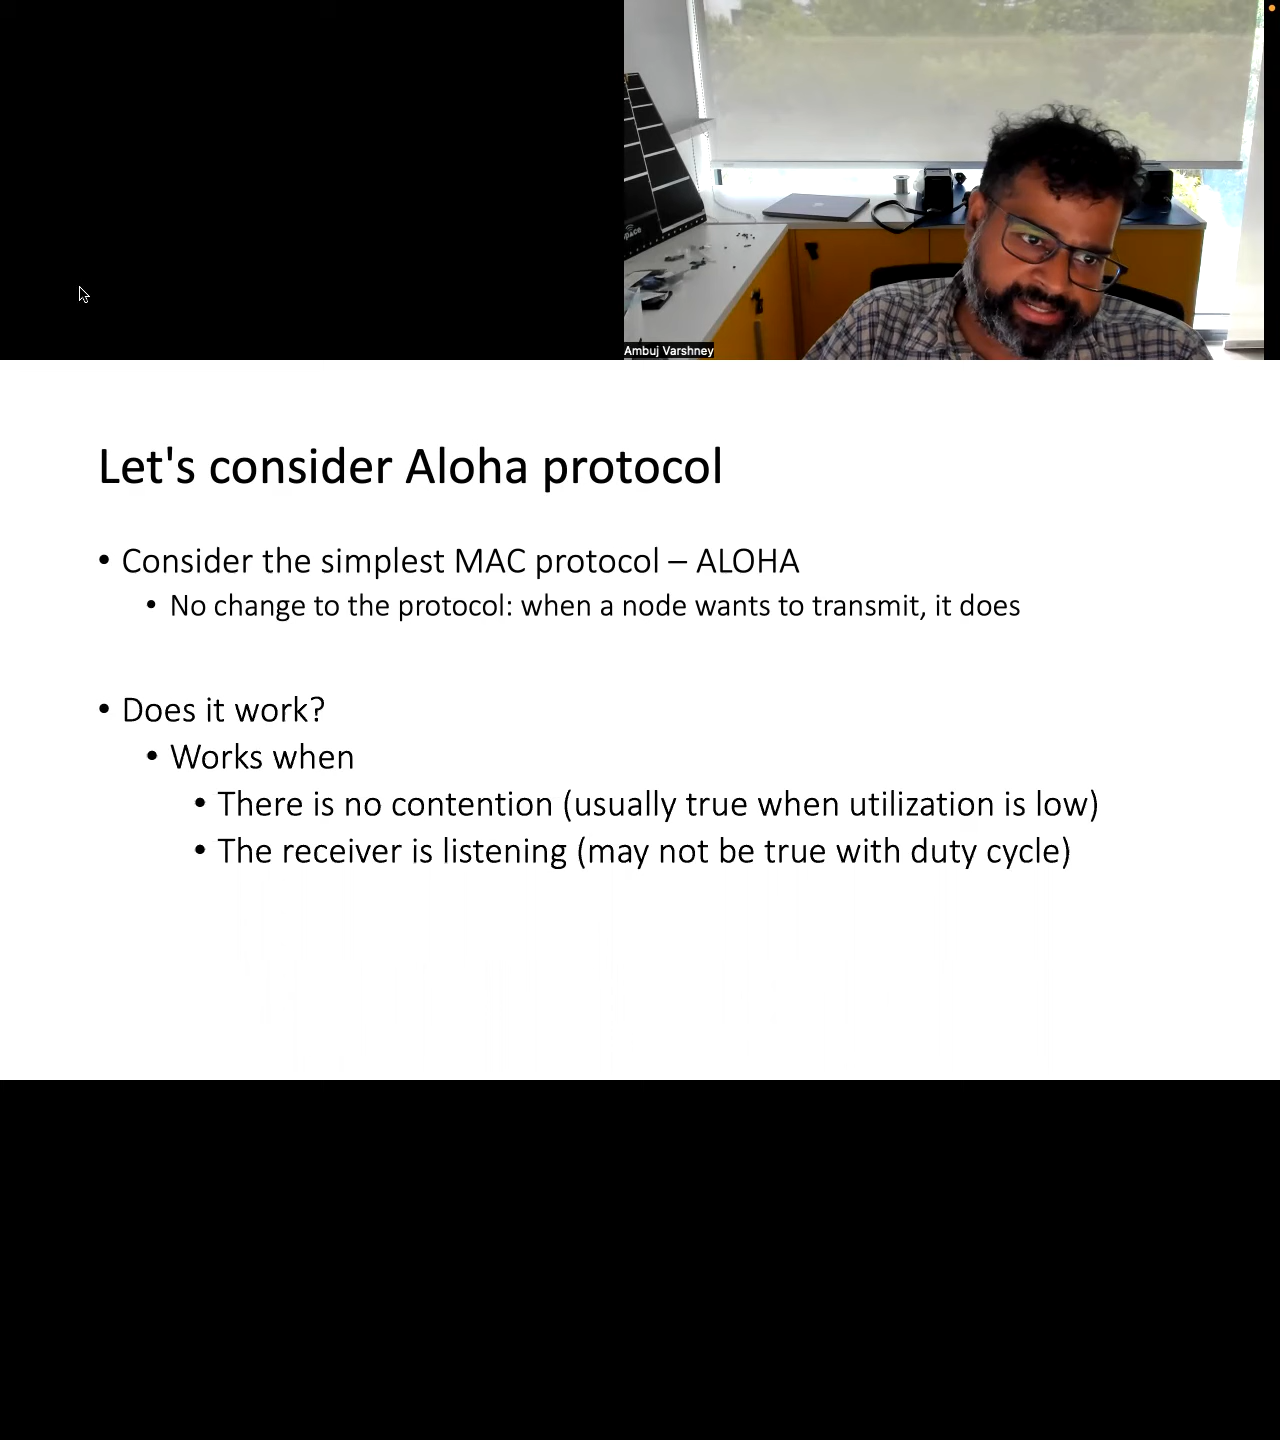 space
Ambuj Varshney
Let's consider Aloha protocol
• Consider the simplest MAC protocol – ALOHA
• No change to the protocol: when a node wants to transmit, it does
• Does it work?
• Works when
• There is no contention (usually true when utilization is low)
• The receiver is listening (may not be true with duty cycle)